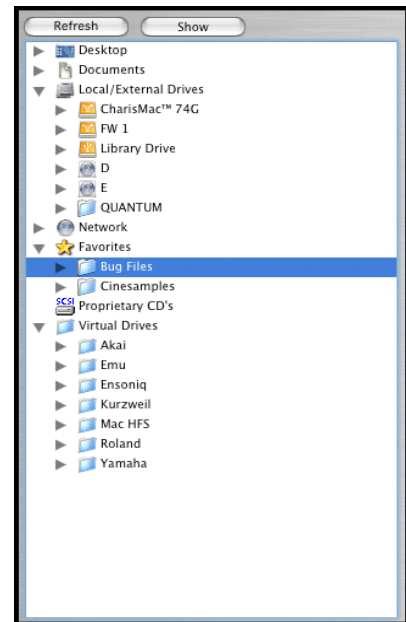 Refresh Show
Desktop
Documents
Local/External Drives
CharisMac™ 74G
FW 1
Library Drive
D
E
QUANTUM
Network
Favorites
Bug Files
Cinesamples
SCSI Proprietary CD's
Virtual Drives
Akai
Emu
Ensoniq
Kurzweil
Mac HFS
Roland
Yamaha